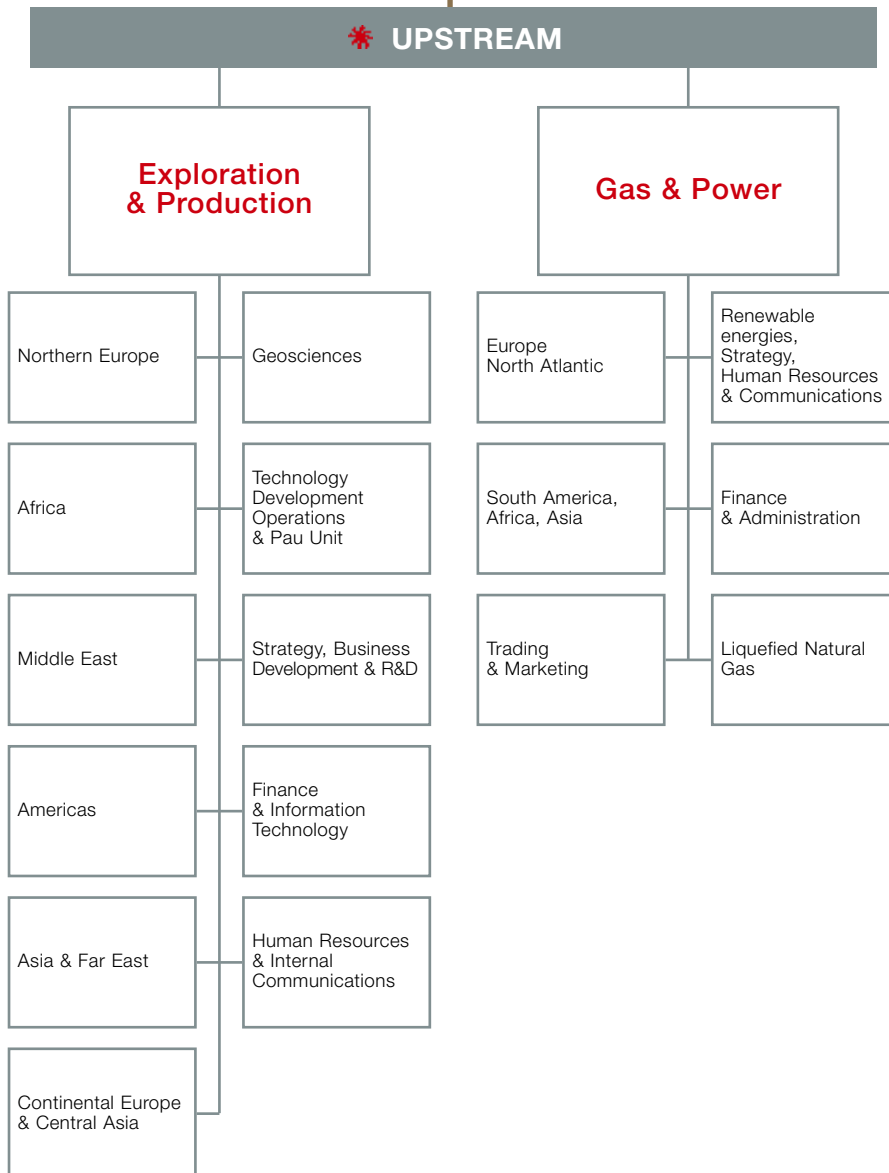 UPSTREAM
Exploration
& Production
Northern Europe
Geosciences
Africa
Technology
Development
Operations
& Pau Unit
Middle East
Strategy, Business
Development & R&D
Americas
Finance
& Information
Technology
Asia & Far East
Human Resources
& Internal
Communications
Continental Europe
& Central Asia
Gas & Power
Europe
North Atlantic
Renewable
energies,
Strategy,
Human Resources
& Communications
South America,
Africa, Asia
Finance
& Administration
Trading
& Marketing
Liquefied Natural
Gas